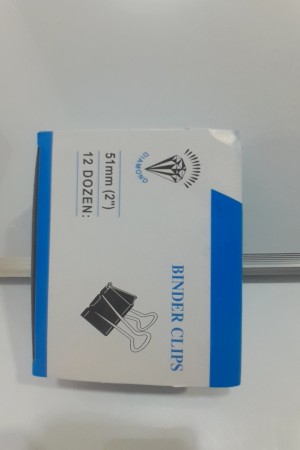 DIAMOND
51mm (2")
12 DOZEN:
BINDER CLIPS